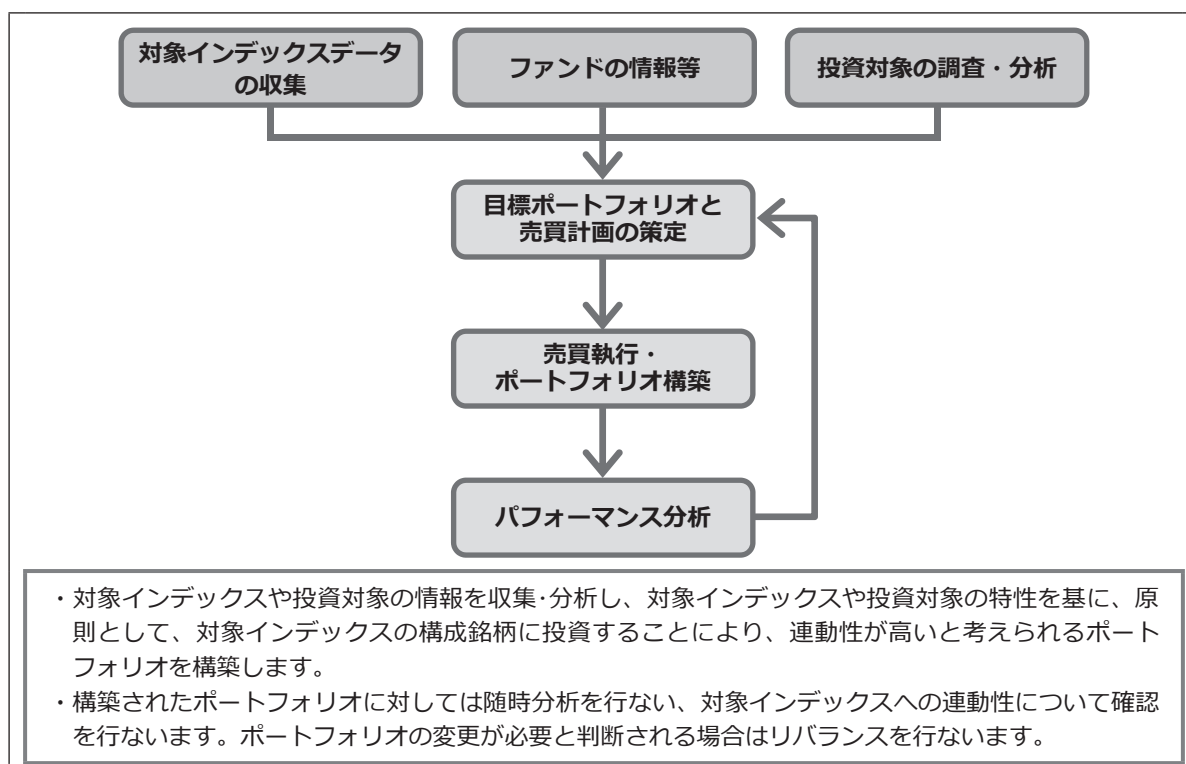 対象インデックスデータ
の収集
ファンドの情報等
投資対象の調査・分析
目標ポートフォリオと
売買計画の策定
売買執行・
ポートフォリオ構築
パフォーマンス分析
・対象インデックスや投資対象の情報を収集・分析し、対象インデックスや投資対象の特性を基に、原
則として、対象インデックスの構成銘柄に投資することにより、連動性が高いと考えられるポート
フォリオを構築します。
・構築されたポートフォリオに対しては随時分析を行ない、対象インデックスへの連動性について確認
を行ないます。ポートフォリオの変更が必要と判断される場合はリバランスを行ないます。